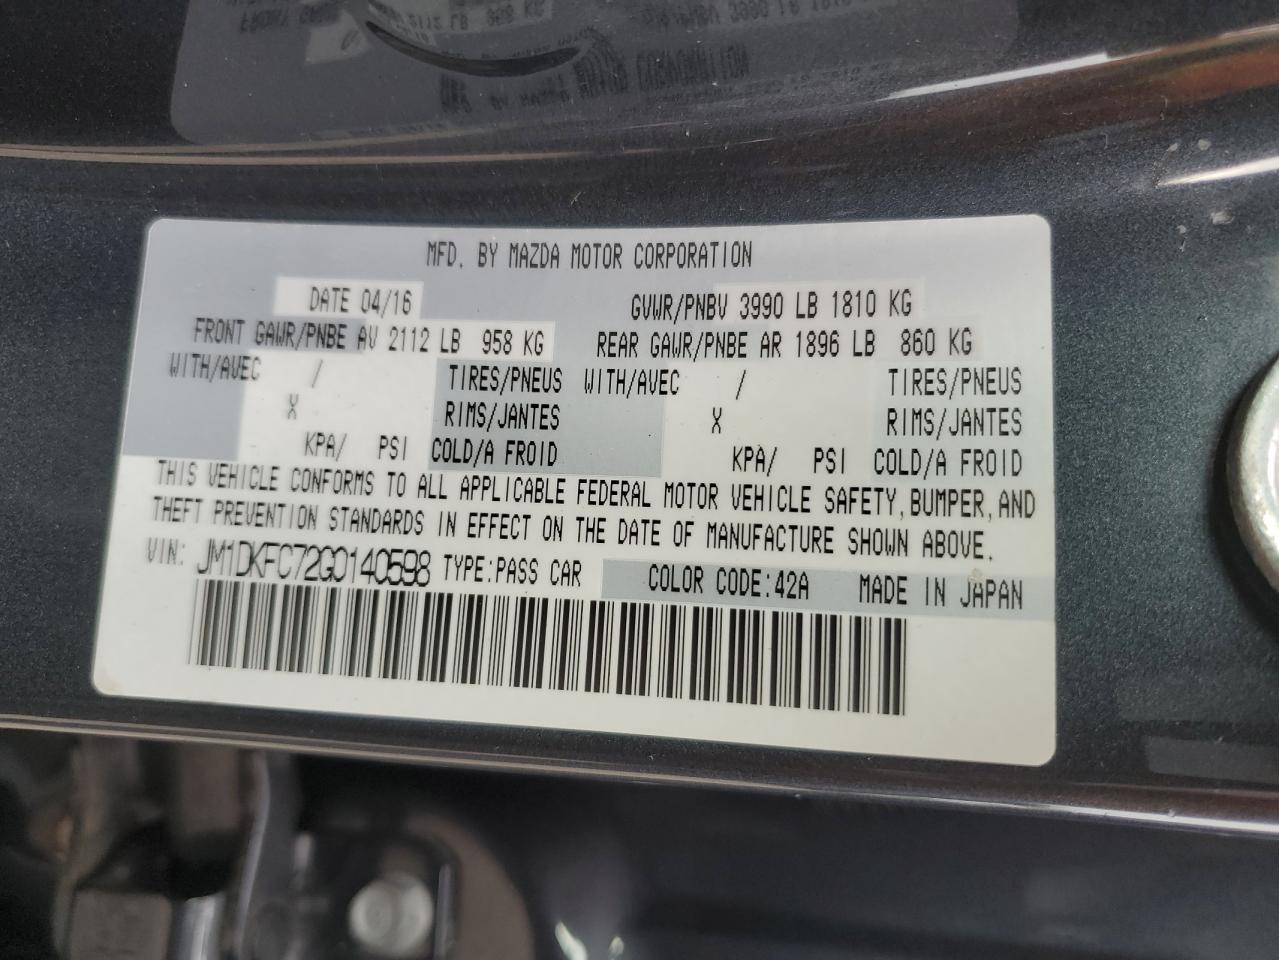 MFD. BY MAZDA MOTOR CORPORATION
DATE 04/16 GVWR/PNBV 3990 LB 1810 KG
FRONT GAWR/PNBE AV 2112 LB 958 KG REAR GAWR/PNBE AR 1896 LB 860 KG
WITH/AVEC / TIRES/PNEUS WITH/AVEC / TIRES/PNEUS
X RIMS/JANTES X RIMS/JANTES
KPA/ PSI COLD/A FROID KPA/ PSI COLD/A FROID
THIS VEHICLE CONFORMS TO ALL APPLICABLE FEDERAL MOTOR VEHICLE SAFETY, BUMPER, AND
THEFT PREVENTION STANDARDS IN EFFECT ON THE DATE OF MANUFACTURE SHOWN ABOVE.
VIN: JM1DKFC72G0140598 TYPE:PASS CAR COLOR CODE:42A MADE IN JAPAN